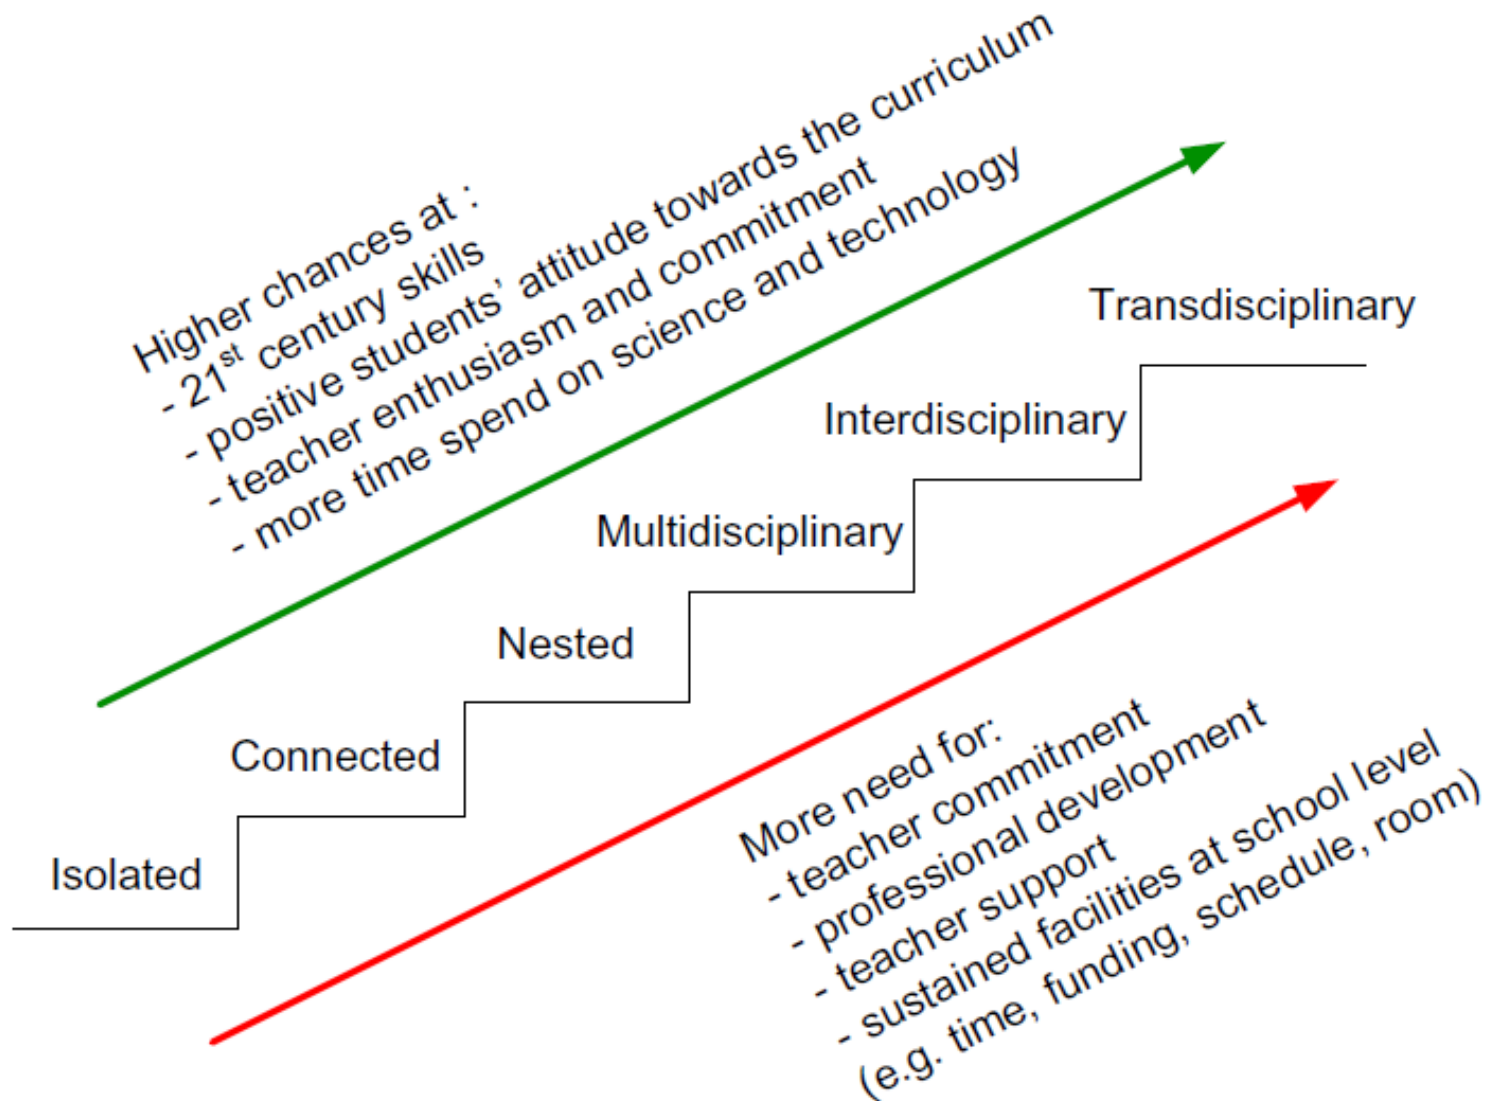 Higher chances at :
- 21st century skills
- positive students’ attitude towards the curriculum
- teacher enthusiasm and commitment
- more time spend on science and technology
Transdisciplinary
Interdisciplinary
Multidisciplinary
Nested
Connected
Isolated
More need for:
- teacher commitment
- professional development
- teacher support
- sustained facilities at school level
(e.g. time, funding, schedule, room)